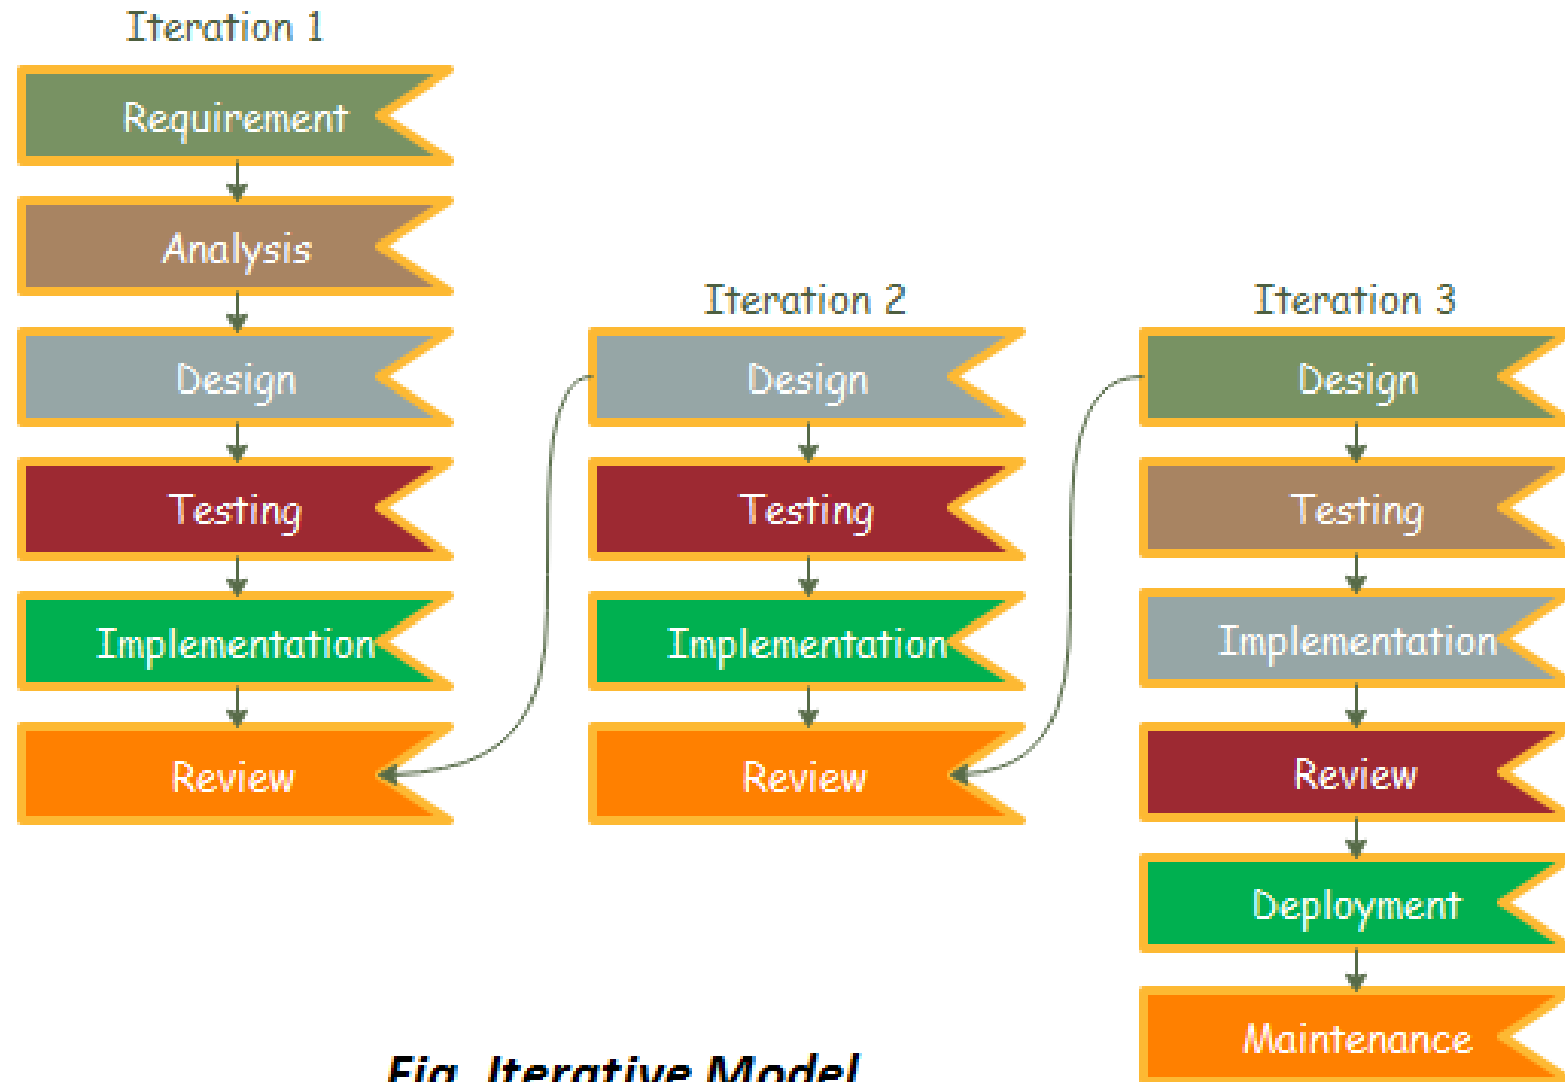 Iteration 1
Requirement
Analysis
Design
Testing
Implementation
Review
Iteration 2
Design
Testing
Implementation
Review
Iteration 3
Design
Testing
Implementation
Review
Deployment
Maintenance
Fig. Iterative Model